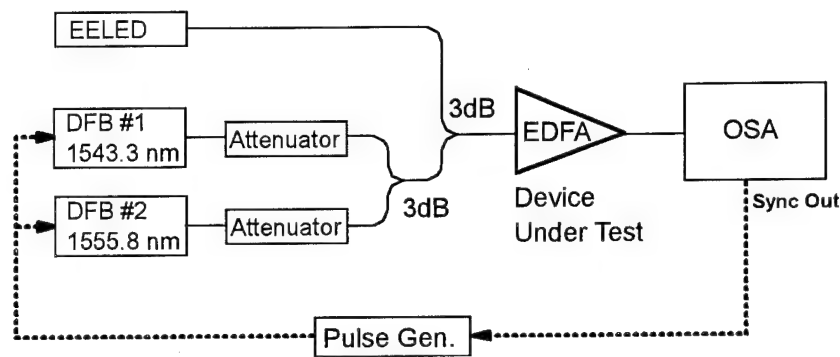 EELED
DFB #1
1543.3 nm
Attenuator
3dB
EDFA
OSA
DFB #2
1555.8 nm
Attenuator
3dB
Device
Under Test
Sync Out
Pulse Gen.